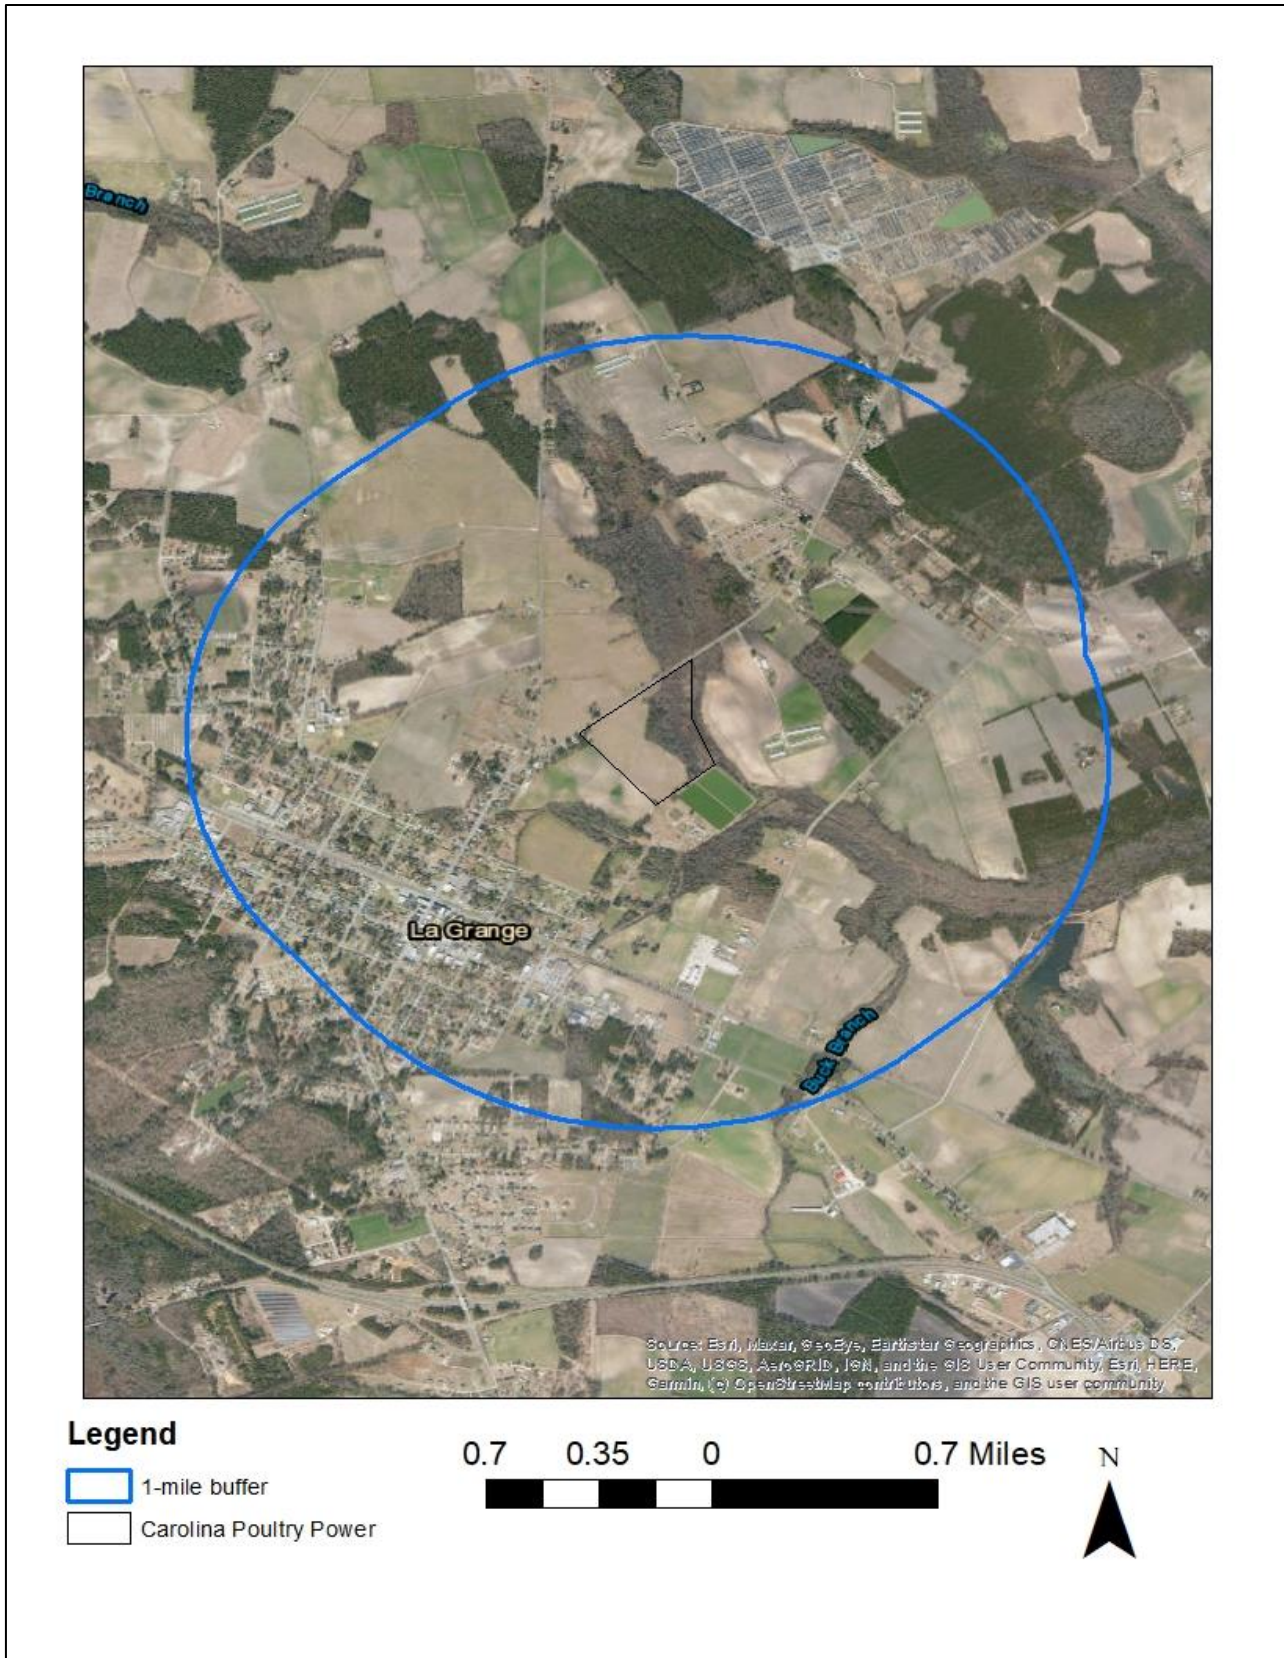 Branch
La Grange
Buck Branch
Source: Esri, Maxar, GeoEye, Earthstar Geographics, CNES/Airbus DS,
USDA, USGS, AeroGRID, IGN, and the GIS User Community, Esri, HERE,
Garmin, (c) OpenStreetMap contributors, and the GIS user community
Legend
1-mile buffer
Carolina Poultry Power
0.7 0.35 0 0.7 Miles
N